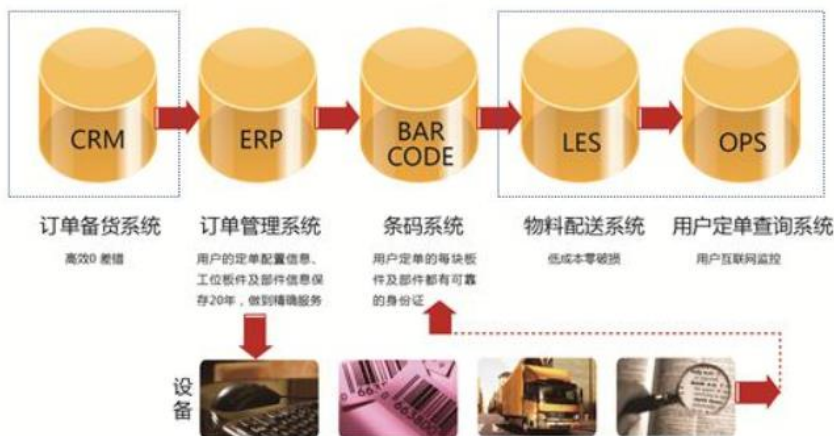 CRM
ERP
BAR
CODE
LES
OPS
订单备货系统
订单管理系统
条码系统
物料配送系统
用户定单查询系统
高效0 差错
用户的定单配置信息、
工位板件及部件信息保
存20年，做到精确服务
用户定单的每块板
件及部件都有可靠
的身份证
低成本零破损
用户互联网监控
设
备